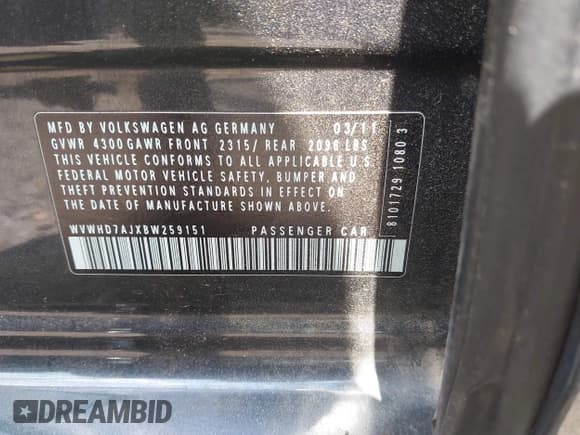 MFD BY VOLKSWAGEN AG GERMANY 03/11
GVWR 4300 GAWR FRONT 2315/ REAR 2090 LBS
THIS VEHICLE CONFORMS TO ALL APPLICABLE U.S
FEDERAL MOTOR VEHICLE SAFETY, BUMPER AND
THEFT PREVENTION STANDARDS IN EFFECT ON
THE DATE OF MANUFACTURE SHOWN ABOVE.
WVWHD7AJXBW259151 PASSENGER CAR
8101729 1080 3
DREAMBID